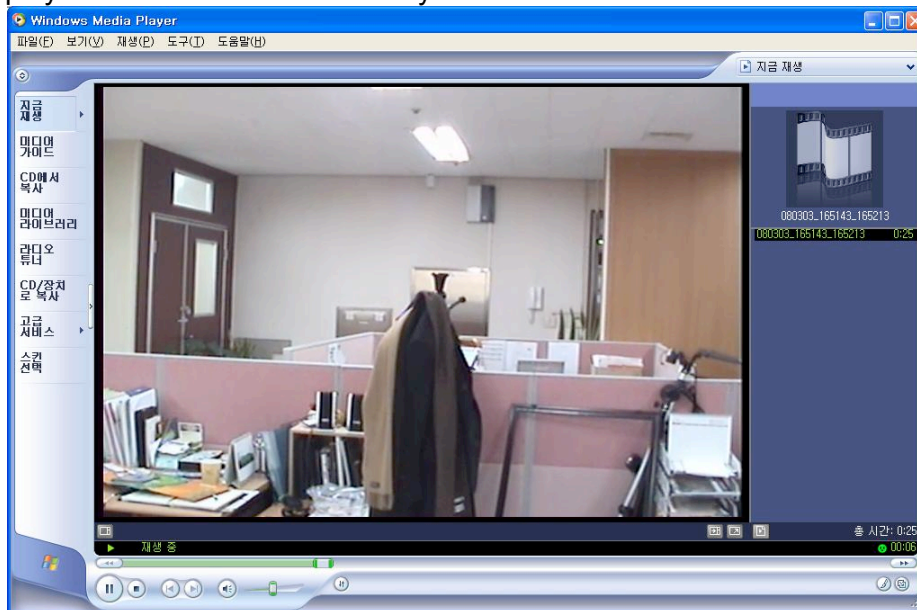 Windows Media Player
파일(F) 보기(V) 재생(P) 도구(T) 도움말(H)
지금 재생
지금
재생
미디어
가이드
CD에서
복사
미디어
라이브러리
라디오
튜너
CD/장치
로 복사
고급
서비스
스킨
선택
080303_165143_165213
080303_165143_165213 0:25
총 시간: 0:25
재생 중
00:06